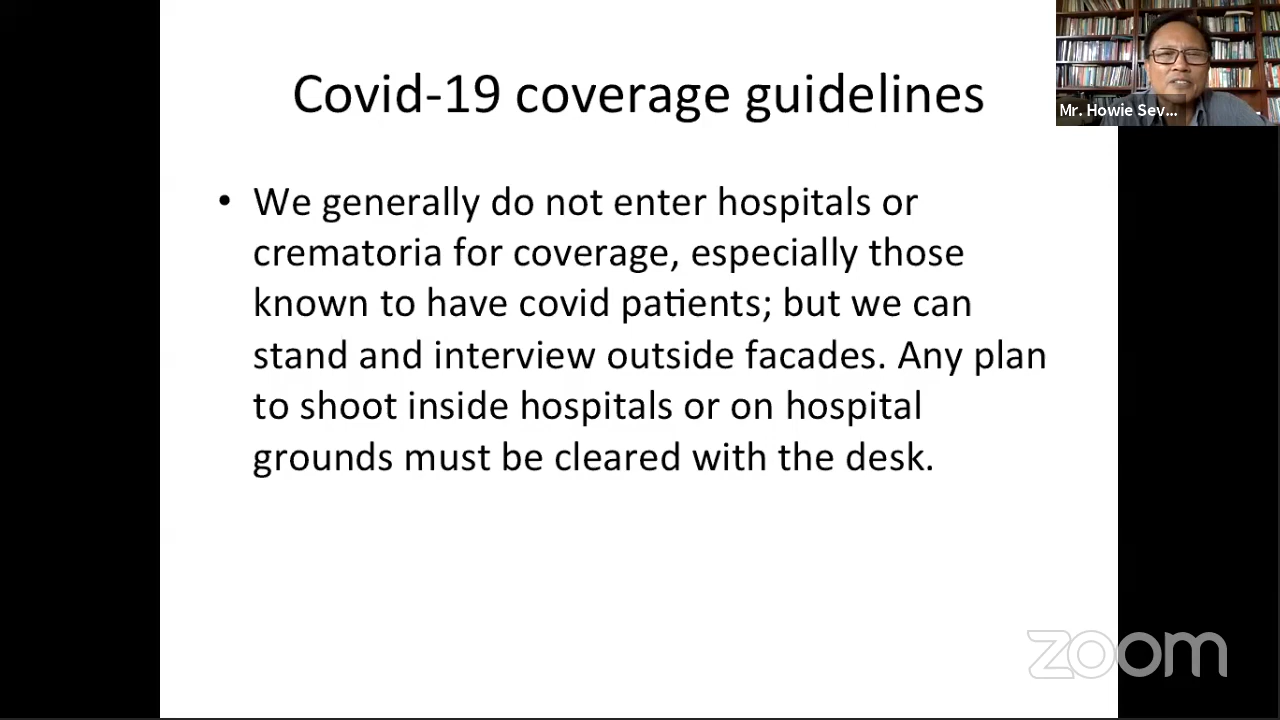 Covid-19 coverage guidelines
Mr. Howie Sev...
• We generally do not enter hospitals or
crematoria for coverage, especially those
known to have covid patients; but we can
stand and interview outside facades. Any plan
to shoot inside hospitals or on hospital
grounds must be cleared with the desk.
zoom